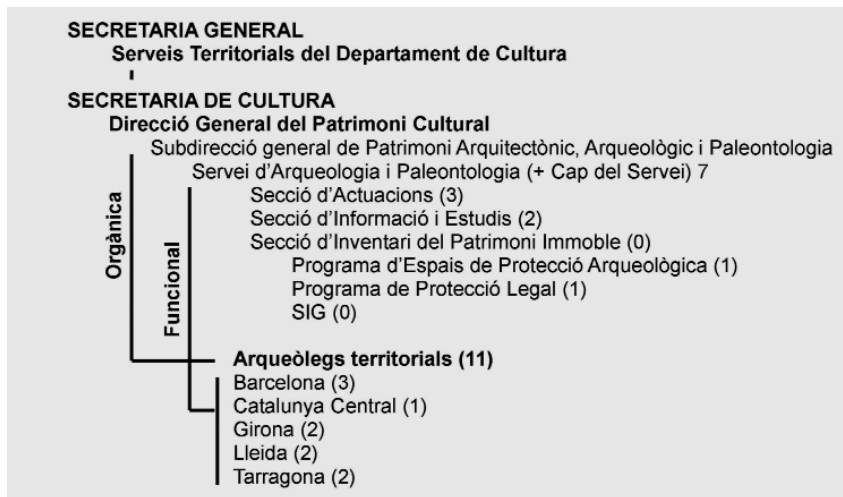 SECRETARIA GENERAL
Serveis Territorials del Departament de Cultura
SECRETARIA DE CULTURA
Direcció General del Patrimoni Cultural
Subdirecció general de Patrimoni Arquitectònic, Arqueològic i Paleontologia
Servei d'Arqueologia i Paleontologia (+ Cap del Servei) 7
Secció d'Actuacions (3)
Secció d'Informació i Estudis (2)
Secció d'Inventari del Patrimoni Immoble (0)
Programa d'Espais de Protecció Arqueològica (1)
Programa de Protecció Legal (1)
SIG (0)
Orgànica
Funcional
Arqueòlegs territorials (11)
Barcelona (3)
Catalunya Central (1)
Girona (2)
Lleida (2)
Tarragona (2)